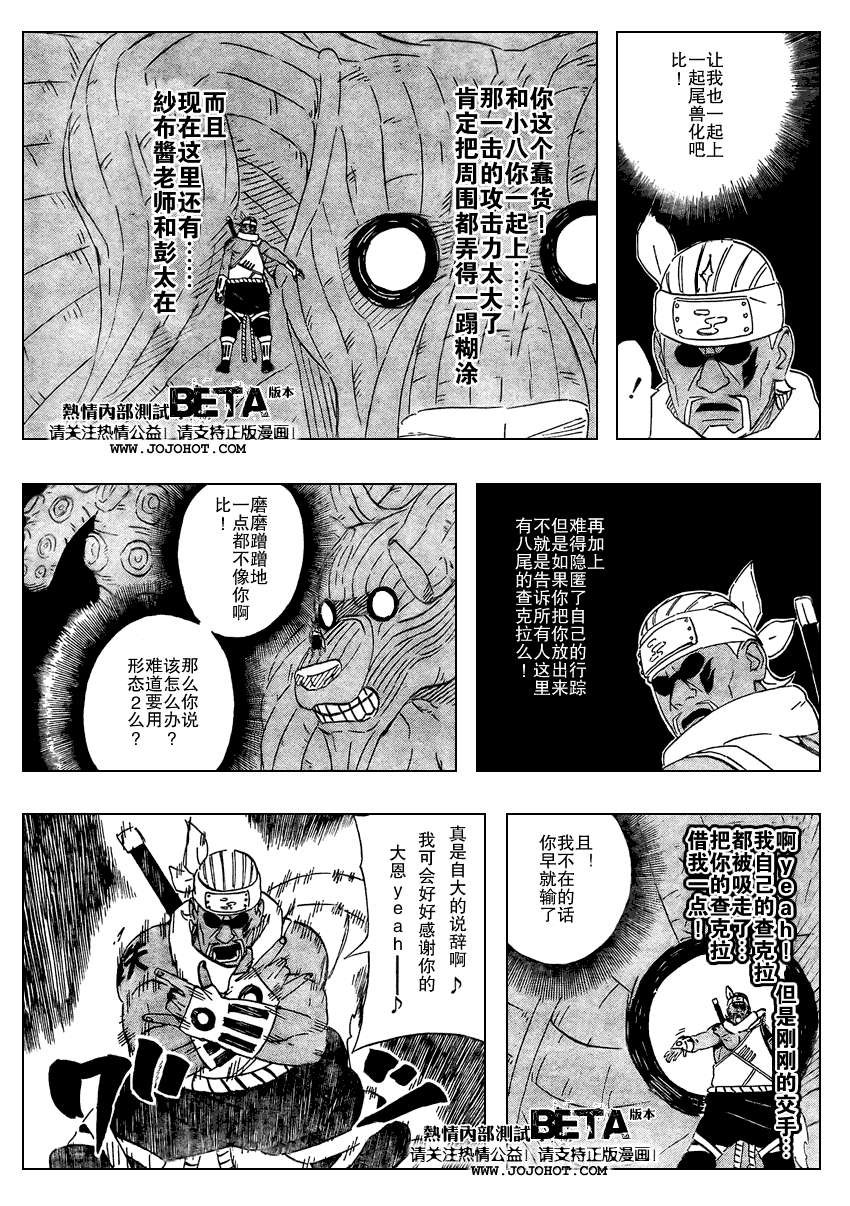 让我也一起上
一起尾兽化吧
比！
！
你这个蠢货！
和小八你一起上……
那一击的攻击力太大了
肯定把周围都弄得一蹋糊涂
而且
现在这里还有……
紗布醬老师和彭太在
熱情內部測試BETA版本
请关注热情公益」请支持正版漫画」
WWW.JOJOHOT.COM
再加上
难得隐匿了自己的行踪
但是如果你把你放出来
不就是告诉所有人这里
有八尾的查克拉么！
磨磨蹭蹭地
一点都不像你啊
比！
那么你说
该怎么办？
难道要用
形态2么？
啊yeah！但是刚刚的交手…
我自己的查克拉
都被吸走了…
把你的查克拉
借我一点！
且！
我不在的话
你早就输了
真是自大的说辞啊♪
我可会好好感谢你的
大恩yeah——♪
熱情內部測試BETA版本
请关注热情公益」请支持正版漫画」
WWW.JOJOHOT.COM